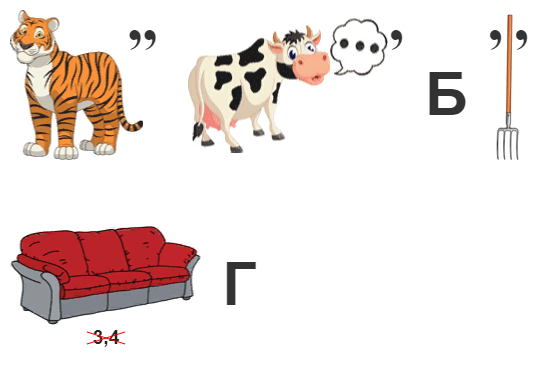 ,, , Б , ,
Г
3,4